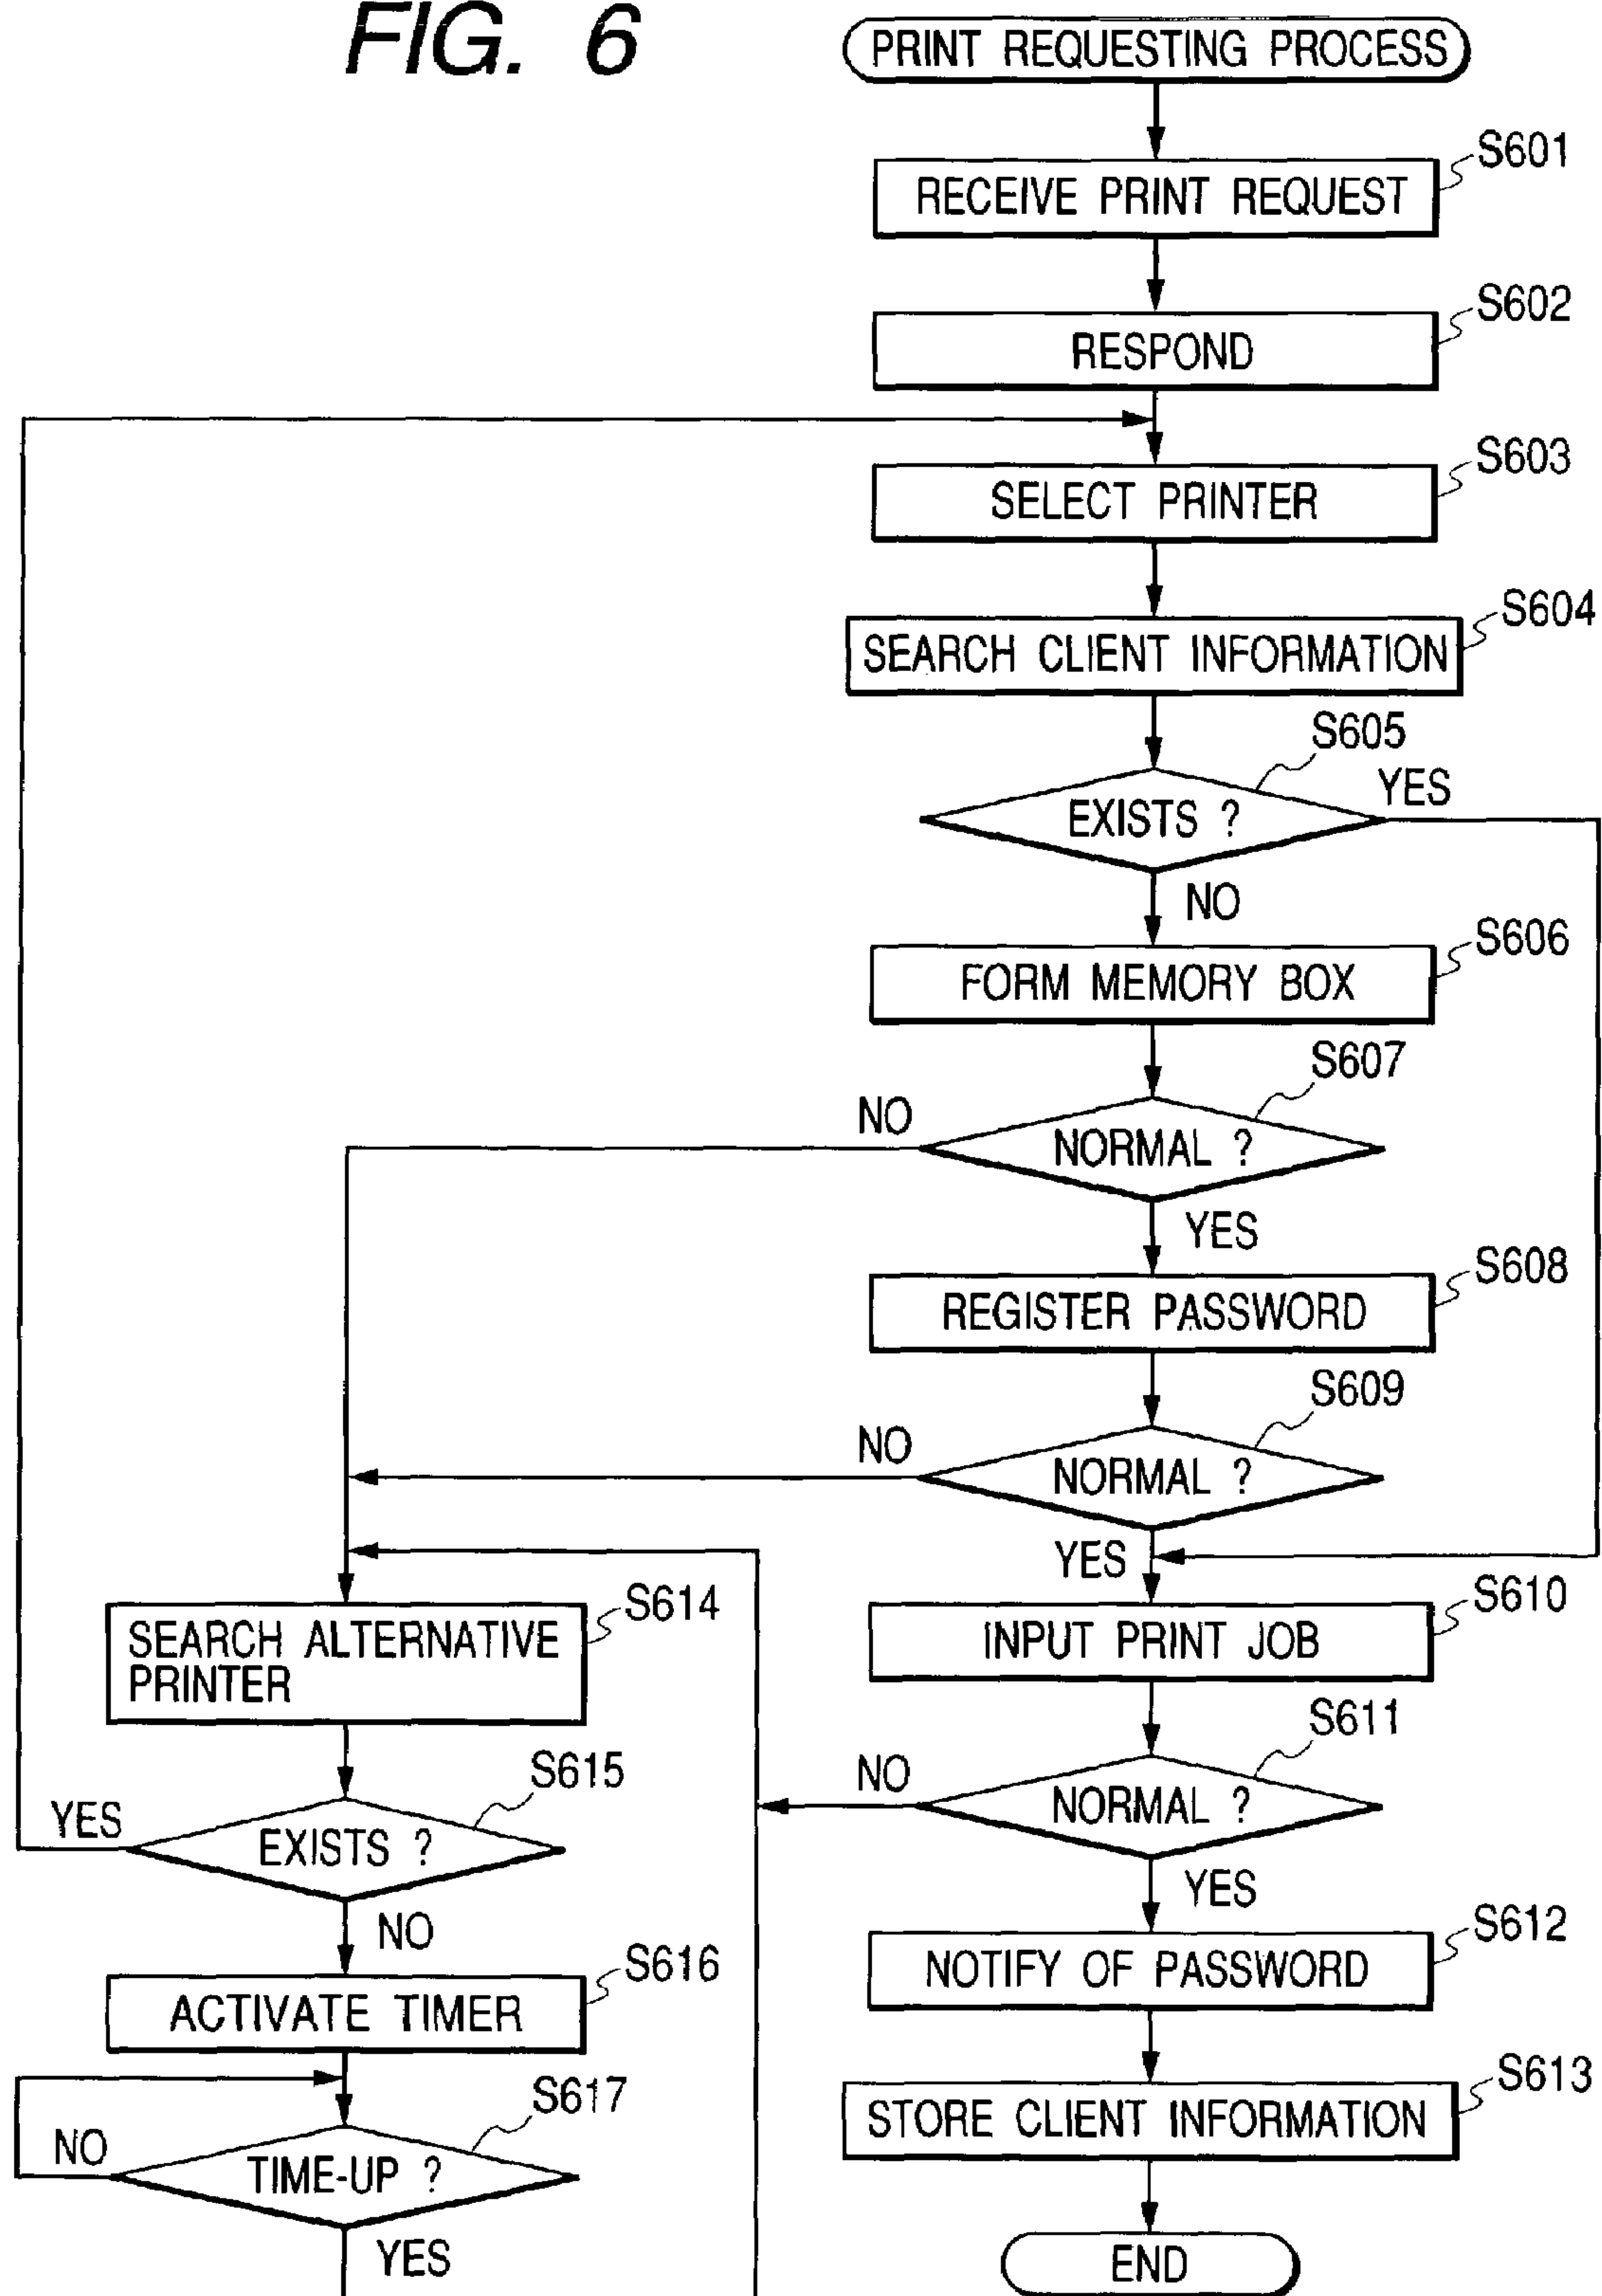 FIG. 6
PRINT REQUESTING PROCESS
S601
RECEIVE PRINT REQUEST
S602
RESPOND
S603
SELECT PRINTER
S604
SEARCH CLIENT INFORMATION
S605
EXISTS ?
YES
NO
S606
FORM MEMORY BOX
S607
NORMAL ?
NO
YES
S608
REGISTER PASSWORD
S609
NORMAL ?
NO
YES
S610
INPUT PRINT JOB
S611
NORMAL ?
NO
YES
S612
NOTIFY OF PASSWORD
S613
STORE CLIENT INFORMATION
END
S614
SEARCH ALTERNATIVE
PRINTER
S615
EXISTS ?
YES
NO
S616
ACTIVATE TIMER
S617
TIME-UP ?
NO
YES